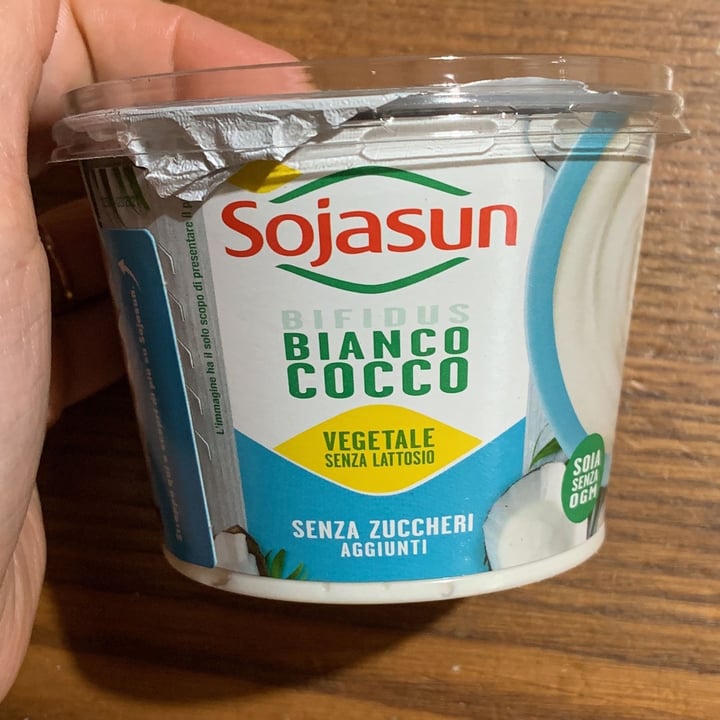 Sojasun
BIFIDUS
BIANCO
COCCO
VEGETALE
SENZA LATTOSIO
SENZA ZUCCHERI
AGGIUNTI
SOIA
SENZA
OGM
L'immagine ha il solo scopo di presentare il